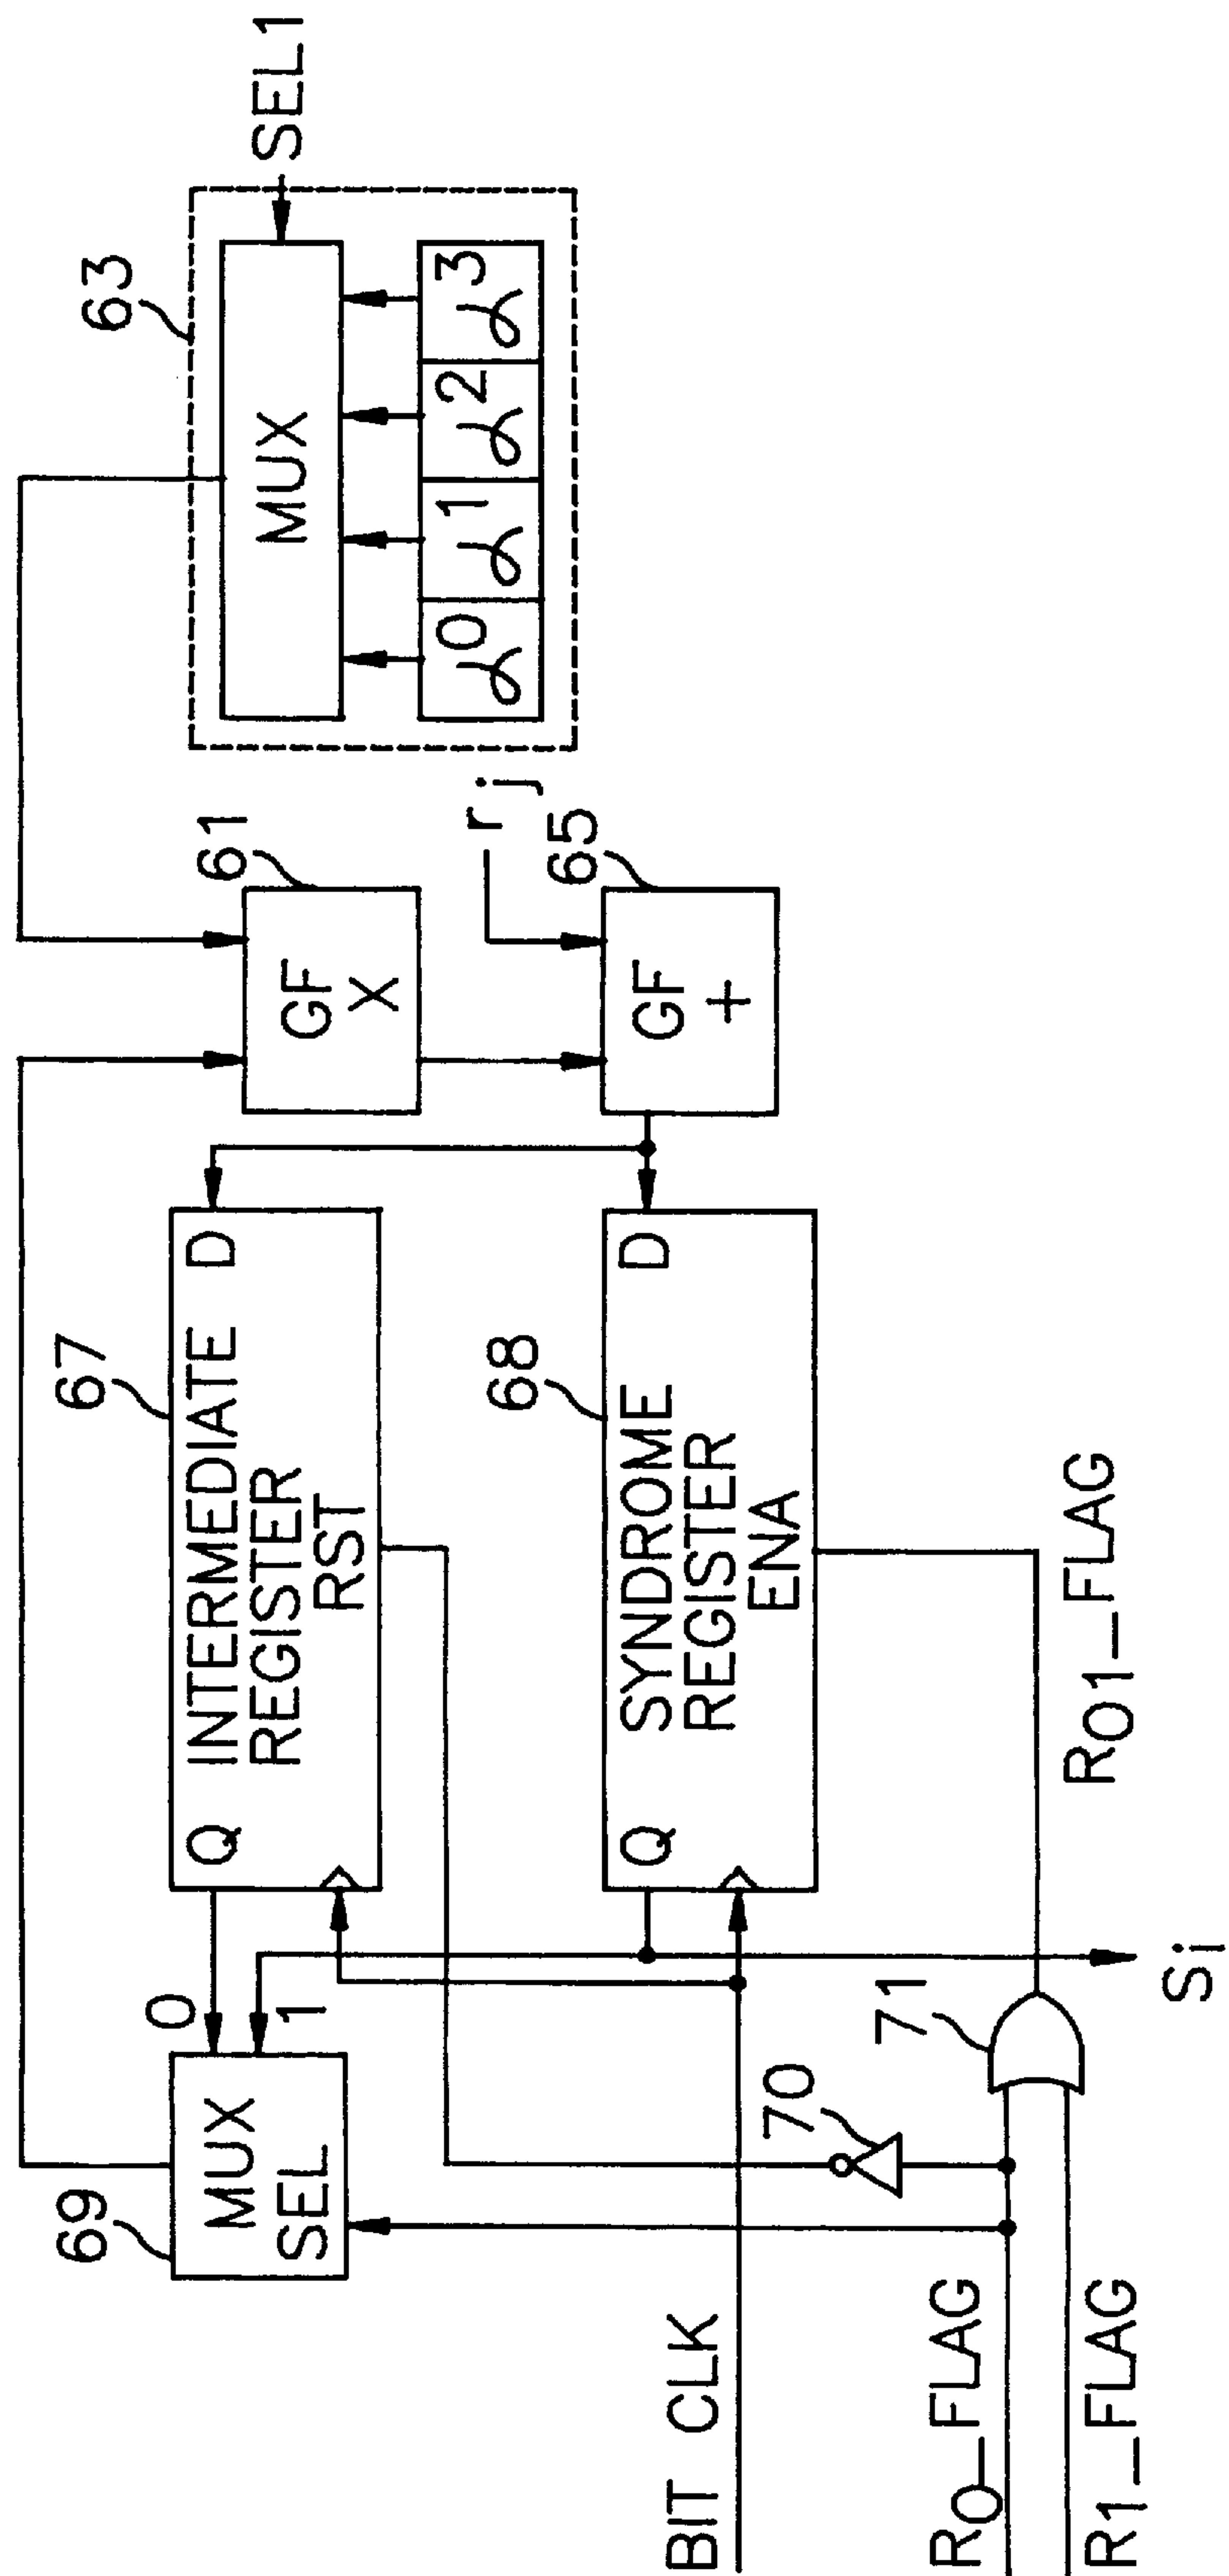 63
MUX
SEL1
α0
α1
α2
α3
61
GF
X
rj
65
GF
+
67
Q
INTERMEDIATE
REGISTER
RST
D
68
Q
SYNDROME
REGISTER
ENA
D
69
MUX
SEL
0
1
70
71
BIT CLK
R0_FLAG
R1_FLAG
R01_FLAG
Si